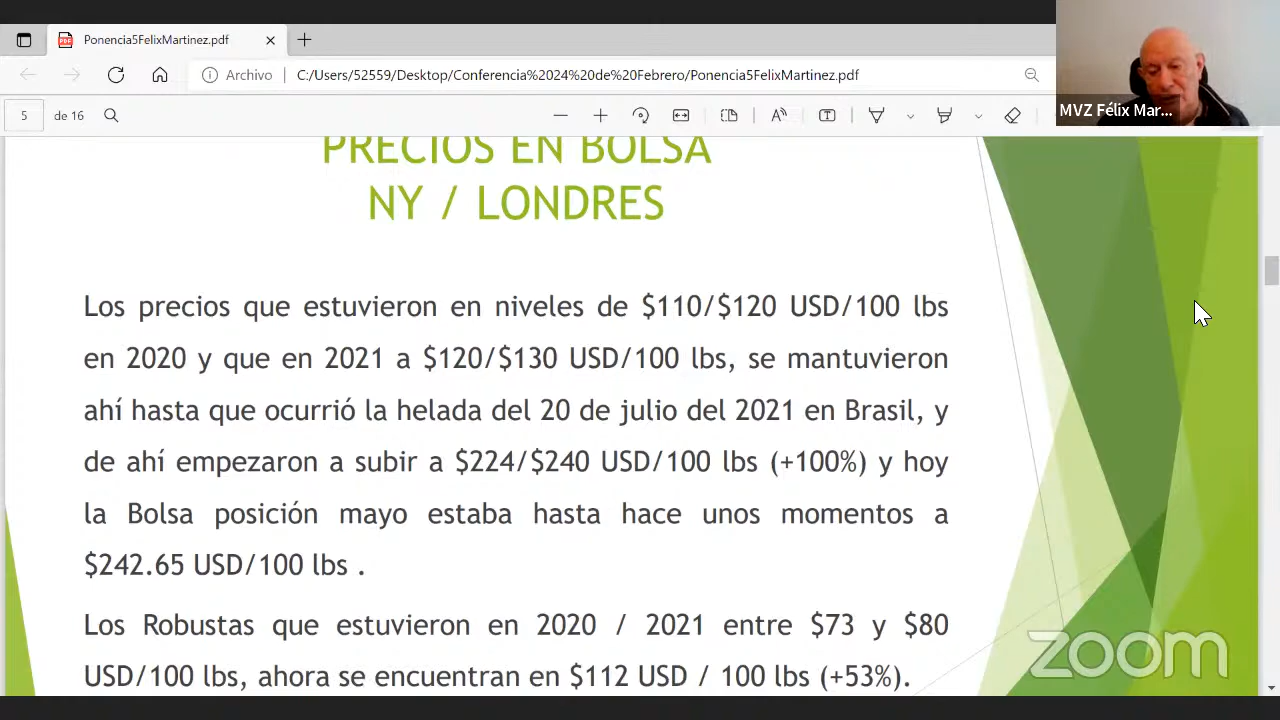 Ponencia5FelixMartinez.pdf
Archivo
C:/Users/52559/Desktop/Conferencia%2024%20de%20Febrero/Ponencia5FelixMartinez.pdf
5 de 16
MVZ Félix Mar...
PRECIOS EN BOLSA
NY / LONDRES
Los precios que estuvieron en niveles de $110/$120 USD/100 lbs
en 2020 y que en 2021 a $120/$130 USD/100 lbs, se mantuvieron
ahí hasta que ocurrió la helada del 20 de julio del 2021 en Brasil, y
de ahí empezaron a subir a $224/$240 USD/100 lbs (+100%) y hoy
la Bolsa posición mayo estaba hasta hace unos momentos a
$242.65 USD/100 lbs .
Los Robustas que estuvieron en 2020 / 2021 entre $73 y $80
USD/100 lbs, ahora se encuentran en $112 USD / 100 lbs (+53%).
zoom